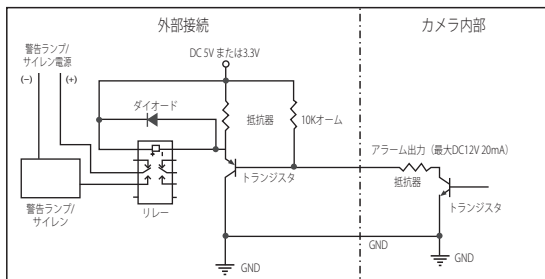 外部接続
カメラ内部
DC 5V または3.3V
警告ランプ/
サイレン電源
(−)
(+)
ダイオード
抵抗器
10Kオーム
アラーム出力（最大DC12V 20mA）
トランジスタ
抵抗器
トランジスタ
警告ランプ/
サイレン
リレー
GND
GND
GND